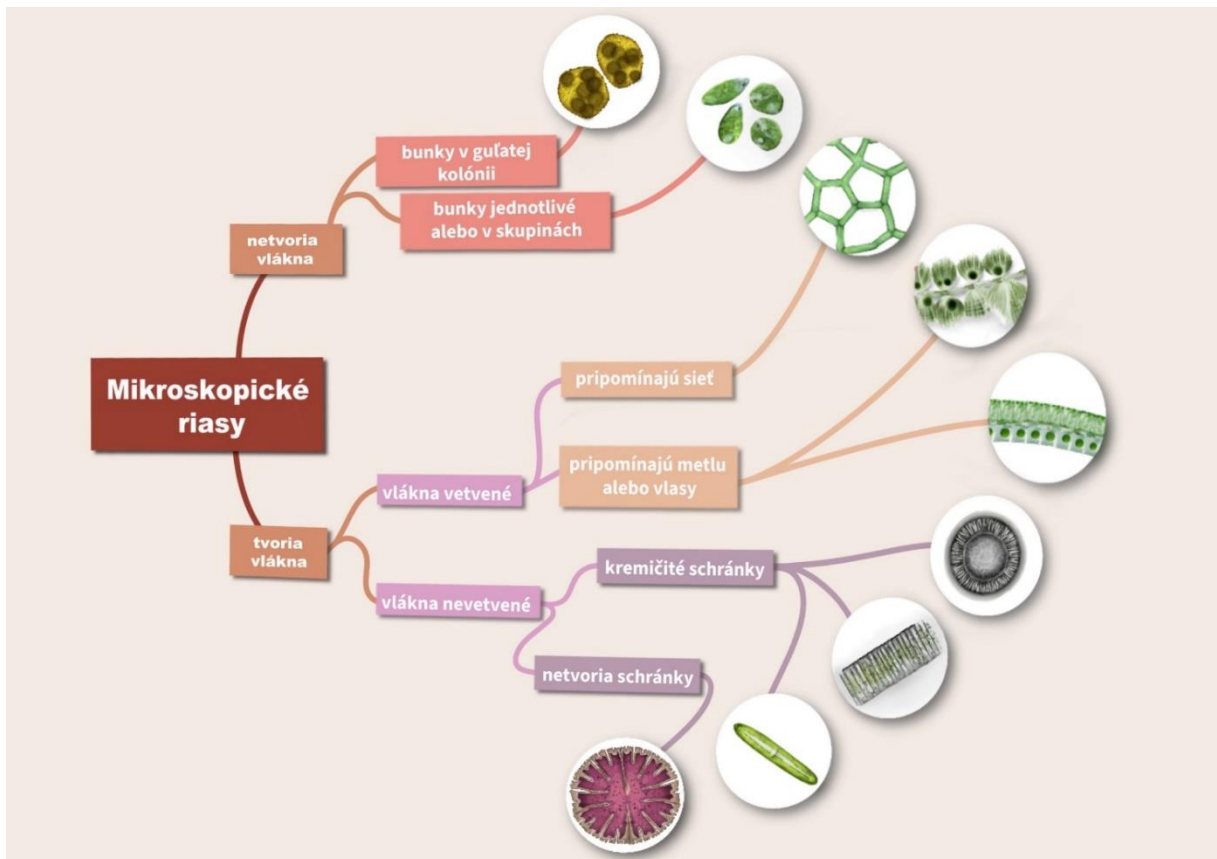 bunky v guľatej
kolónii
bunky jednotlivé
alebo v skupinách
netvoria
vlákna
Mikroskopické
riasy
pripomínajú sieť
pripomínajú metlu
alebo vlasy
vlákna vetvené
tvoria
vlákna
kremičité schránky
vlákna nevetvené
netvoria schránky